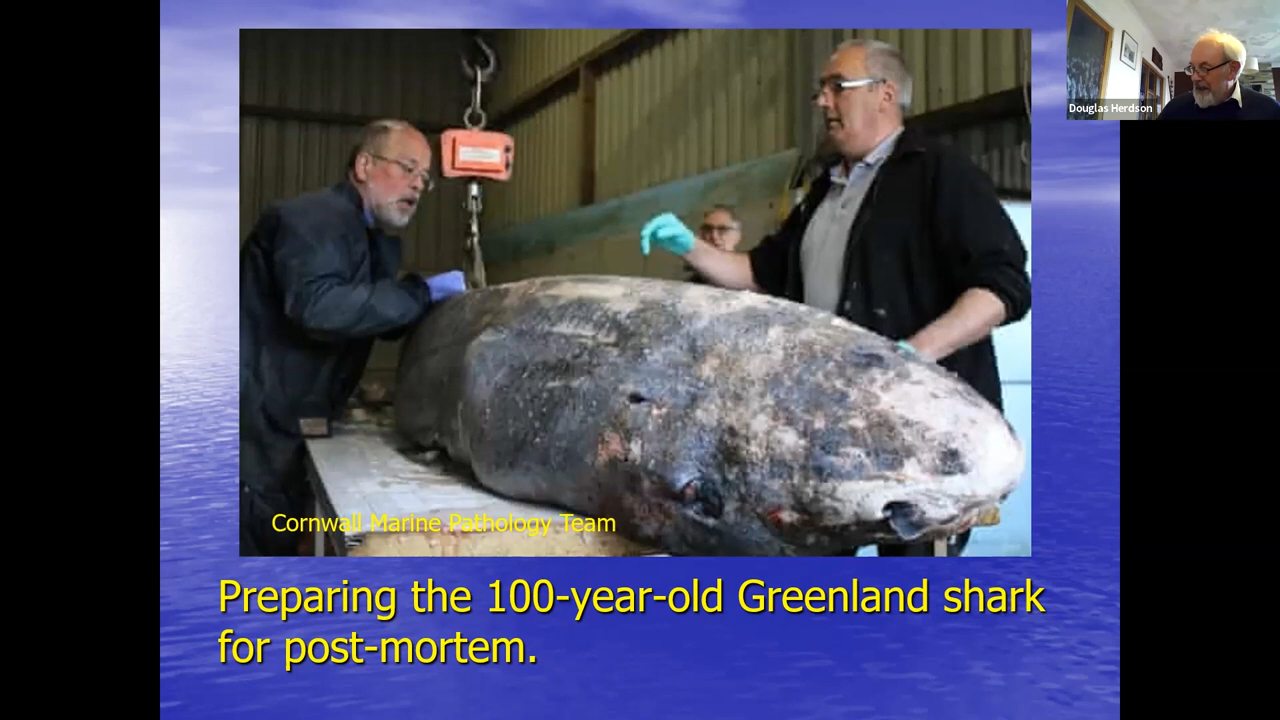 Douglas Herdson
Cornwall Marine Pathology Team
Preparing the 100-year-old Greenland shark
for post-mortem.